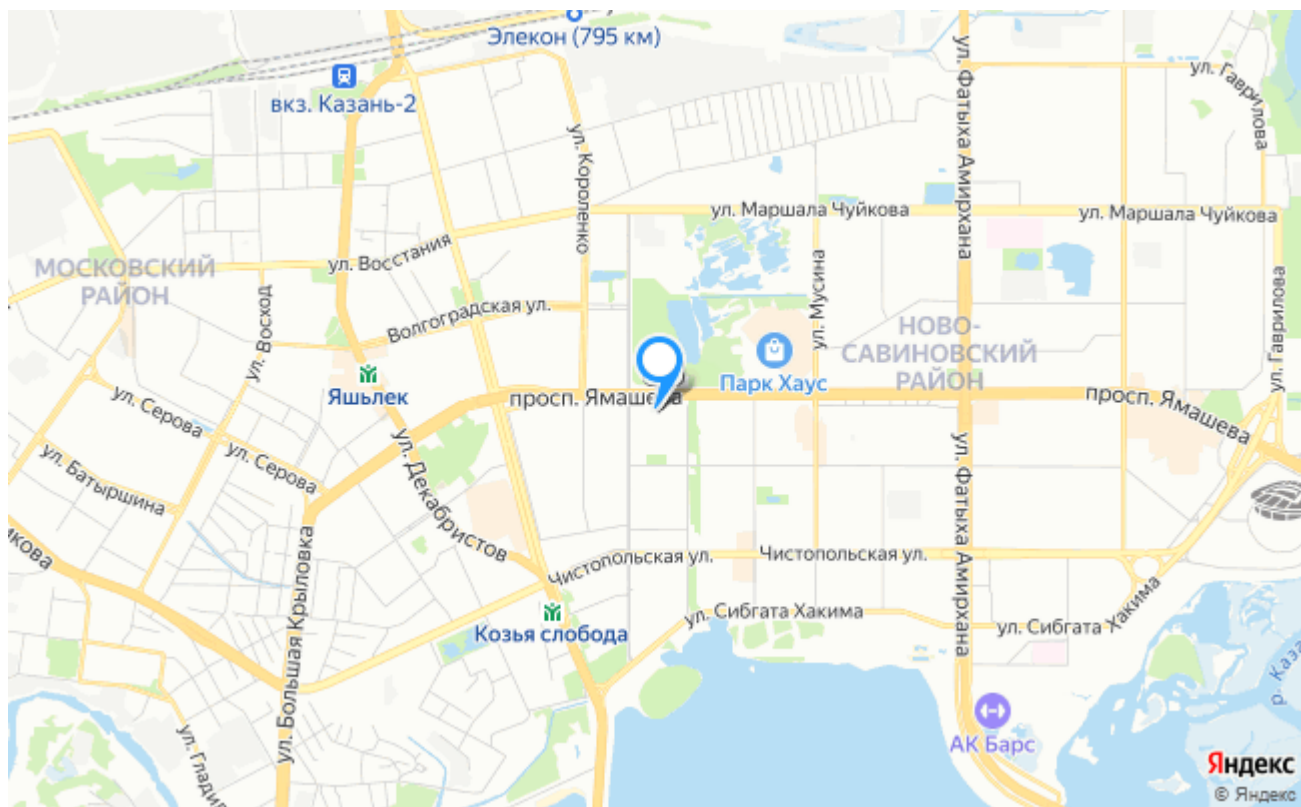 Элекон (795 км)
вкз. Казань-2
ул. Фатыха Амирхана
ул. Гаврилова
ул. Короленко
ул. Маршала Чуйкова
ул. Маршала Чуйкова
ул. Восстания
МОСКОВСКИЙ
РАЙОН
ул. Восход
Волгоградская ул.
ул. Мусина
ул. Гаврилова
НОВО-
САВИНОВСКИЙ
РАЙОН
Парк Хаус
Яшьлек
просп. Ямашева
просп. Ямашева
ул. Серова
ул. Серова
ул. Декабристов
ул. Батыршина
ул. Фатыха Амирхана
Чистопольская ул.
Чистопольская ул.
ул. Большая Крыловка
Козья слобода
ул. Сибгата Хакима
ул. Сибгата Хакима
АК Барс
Яндекс
© Яндекс